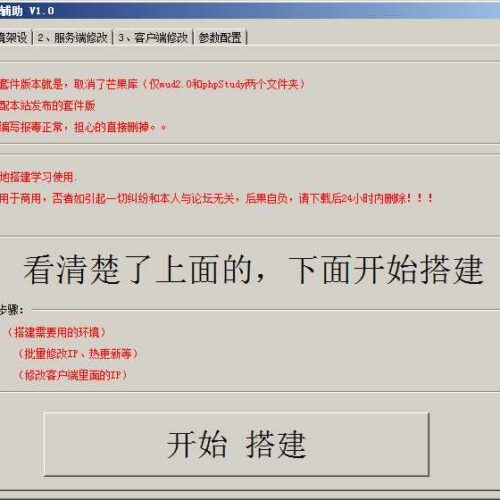 辅助 V1.0
境架设 2、服务端修改 3、客户端修改 参数配置
套件版本就是，取消了芒果库（仅mud2.0和phpStudy两个文件夹）
配本站发布的套件版
编写报毒正常，担心的直接删掉。。
地搭建学习使用.
用于商用，否者如引起一切纠纷和本人与论坛无关，后果自负，请下载后24小时内删除！！！
看清楚了上面的，下面开始搭建
步骤：
（搭建需要用的环境）
（批量修改IP、热更新等）
（修改客户端里面的IP）
开始 搭建